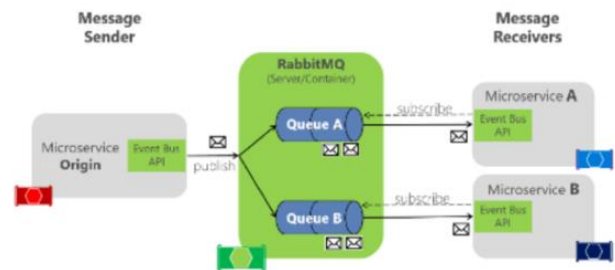 Message
Sender
Message
Receivers
RabbitMQ
(Server/Container)
Microservice
Origin
Event Bus
API
publish
Queue A
Queue B
subscribe
subscribe
Microservice A
Event Bus
API
Microservice B
Event Bus
API